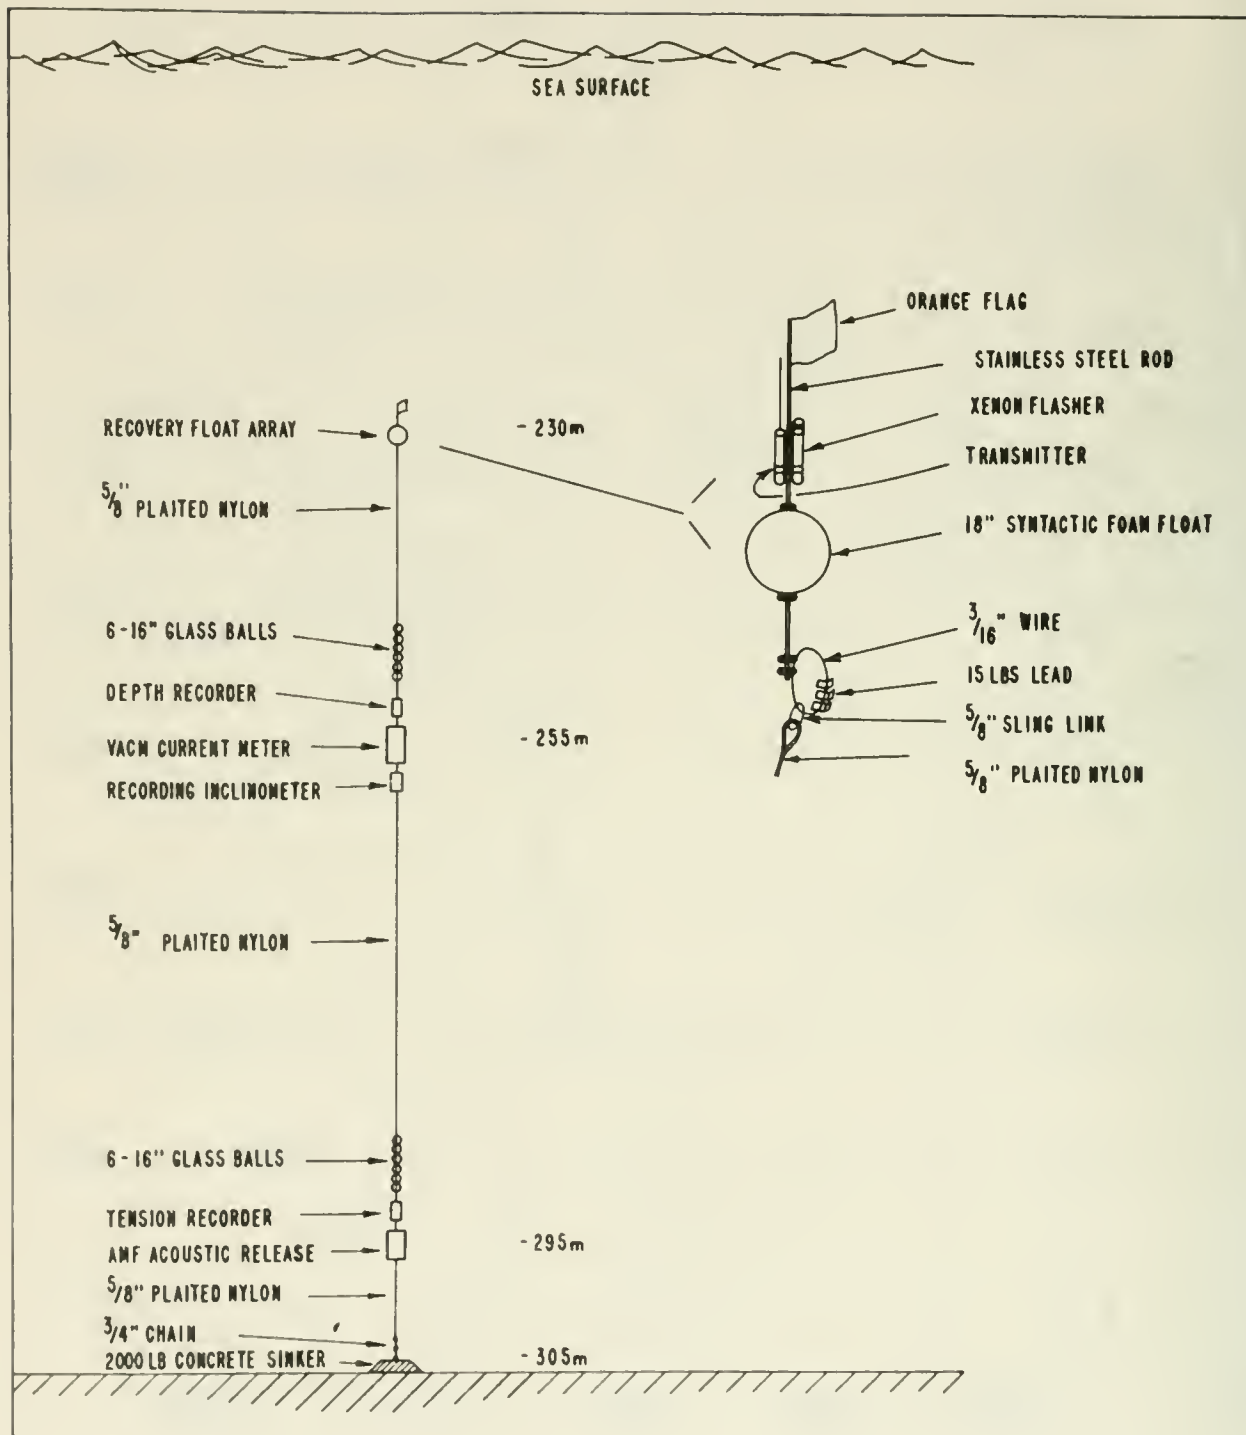 SEA SURFACE
RECOVERY FLOAT ARRAY
5/8" PLAITED NYLON
6-16" GLASS BALLS
DEPTH RECORDER
VACM CURRENT METER
RECORDING INCLINOMETER
5/8" PLAITED NYLON
6-16" GLASS BALLS
TENSION RECORDER
AMF ACOUSTIC RELEASE
5/8" PLAITED NYLON
3/4" CHAIN
2000 LB CONCRETE SINKER
-230m
-255m
-295m
-305m
ORANGE FLAG
STAINLESS STEEL ROD
XENON FLASHER
TRANSMITTER
18" SYNTACTIC FOAM FLOAT
3/16" WIRE
15 LBS LEAD
5/8" SLING LINK
5/8" PLAITED NYLON